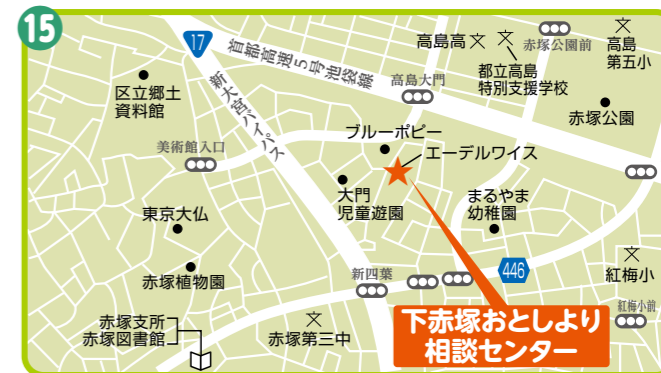 15
17
首都高速5号池袋線
新大宮バイパス
高島高
都立高島
特別支援学校
赤塚公園前
高島
第五小
区立郷土
資料館
高島大門
赤塚公園
美術館入口
ブルーポピー
エーデルワイス
大門
児童遊園
まるやま
幼稚園
東京大仏
赤塚植物園
新四葉
446
紅梅小
紅梅小前
赤塚支所
赤塚図書館
赤塚第三中
下赤塚おとしより
相談センター